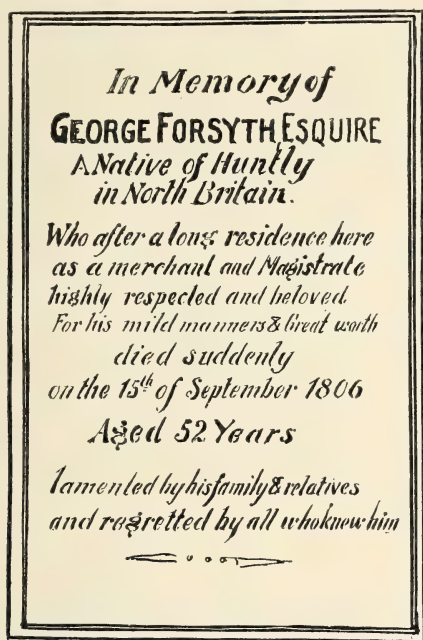 In Memory of
GEORGE FORSYTH, ESQUIRE
A Native of Huntly
in North Britain.
Who after a long residence here
as a merchant and Magistrate
highly respected and beloved
For his mild manners & Great worth
died suddenly
on the 15th of September 1806
Aged 52 Years
lamented by his family & relatives
and regretted by all who knew him